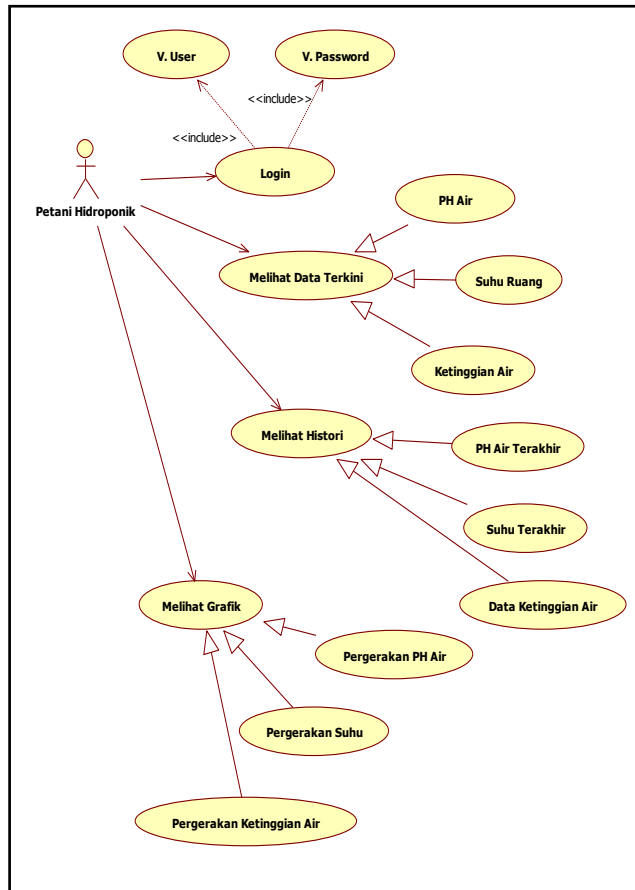 V. User
V. Password
<<include>>
<<include>>
Login
Petani Hidroponik
PH Air
Melihat Data Terkini
Suhu Ruang
Ketinggian Air
Melihat Histori
PH Air Terakhir
Suhu Terakhir
Melihat Grafik
Data Ketinggian Air
Pergerakan PH Air
Pergerakan Suhu
Pergerakan Ketinggian Air